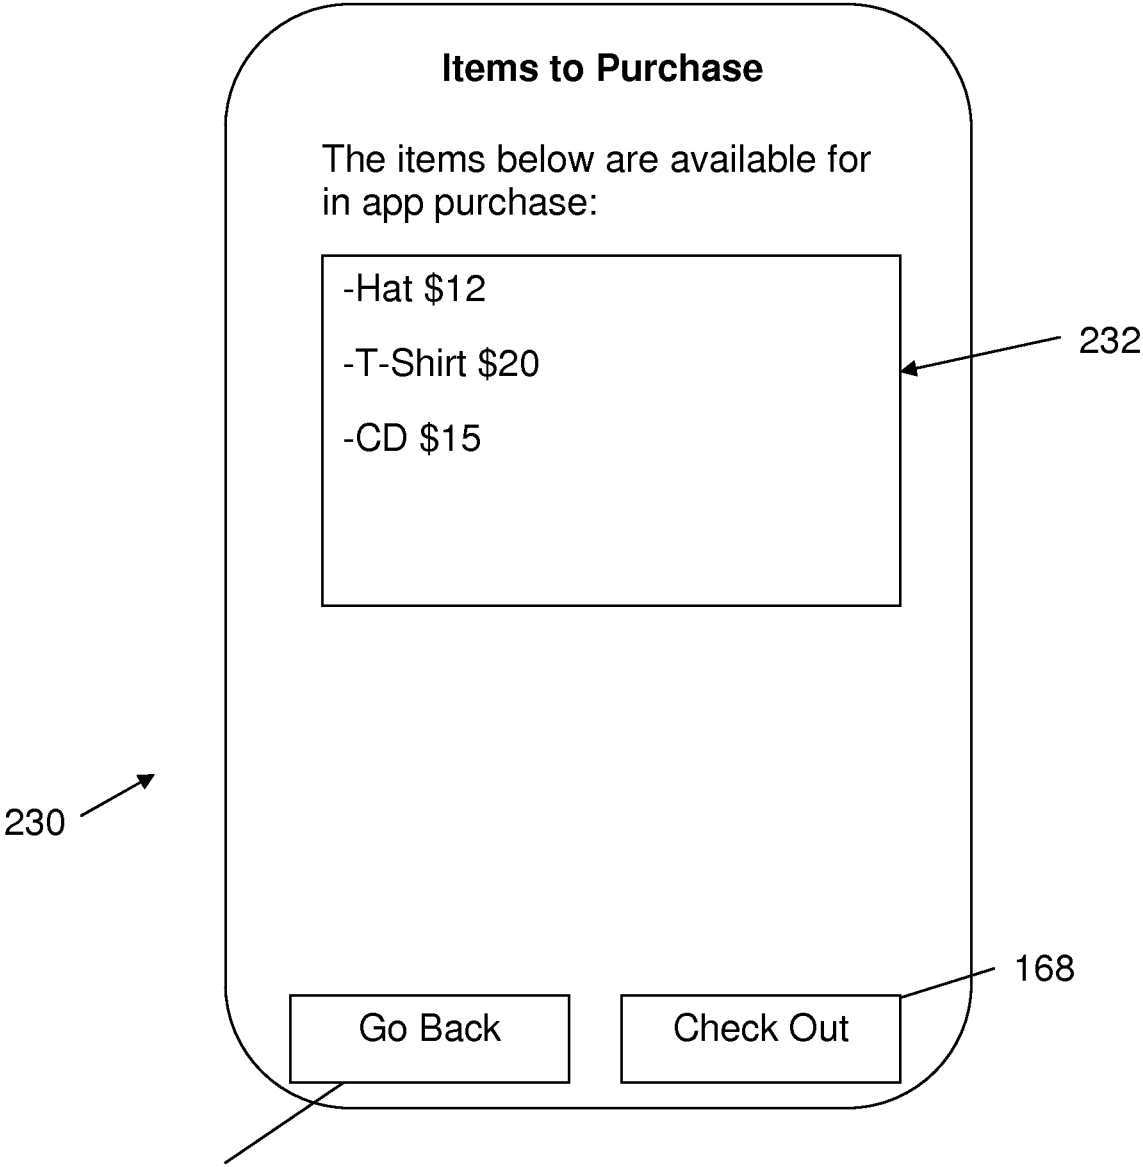 Items to Purchase
The items below are available for
in app purchase:
-Hat $12
-T-Shirt $20
-CD $15
232
230
168
Go Back
Check Out